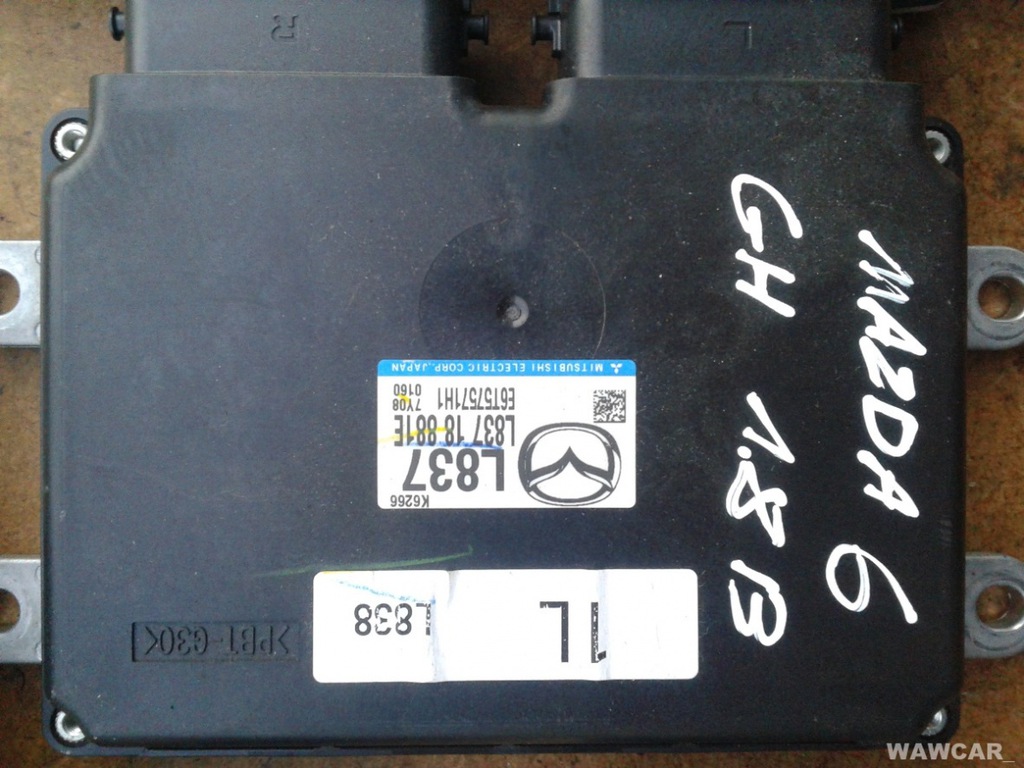 R
L
MAZDA 6
GH 1.8 B
MITSUBISHI ELECTRIC CORP. JAPAN
E6T57571H1
7Y08
0160
L837 18 881E
L837
K6266
1L
L838
>PBT-G30<
WAWCAR_